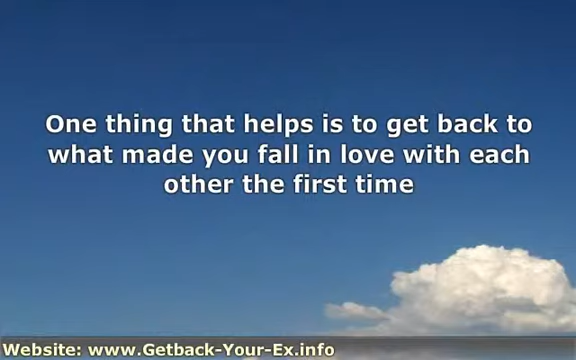 One thing that helps is to get back to
what made you fall in love with each
other the first time
Website: www.Getback-Your-Ex.info